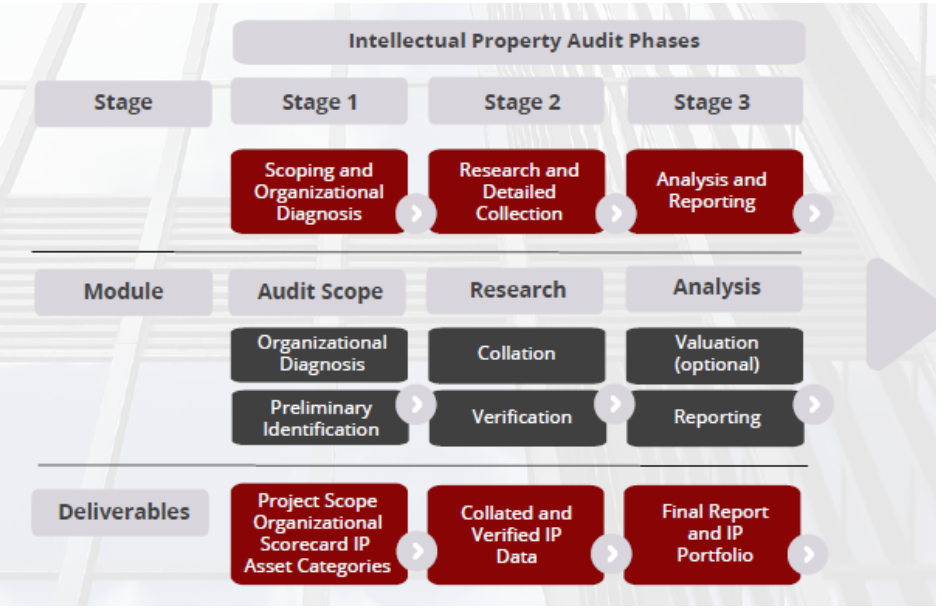 Intellectual Property Audit Phases
Stage
Stage 1
Stage 2
Stage 3
Scoping and
Organizational
Diagnosis
Research and
Detailed
Collection
Analysis and
Reporting
Module
Audit Scope
Research
Analysis
Organizational
Diagnosis
Collation
Valuation
(optional)
Preliminary
Identification
Verification
Reporting
Deliverables
Project Scope
Organizational
Scorecard IP
Asset Categories
Collated and
Verified IP
Data
Final Report
and IP
Portfolio